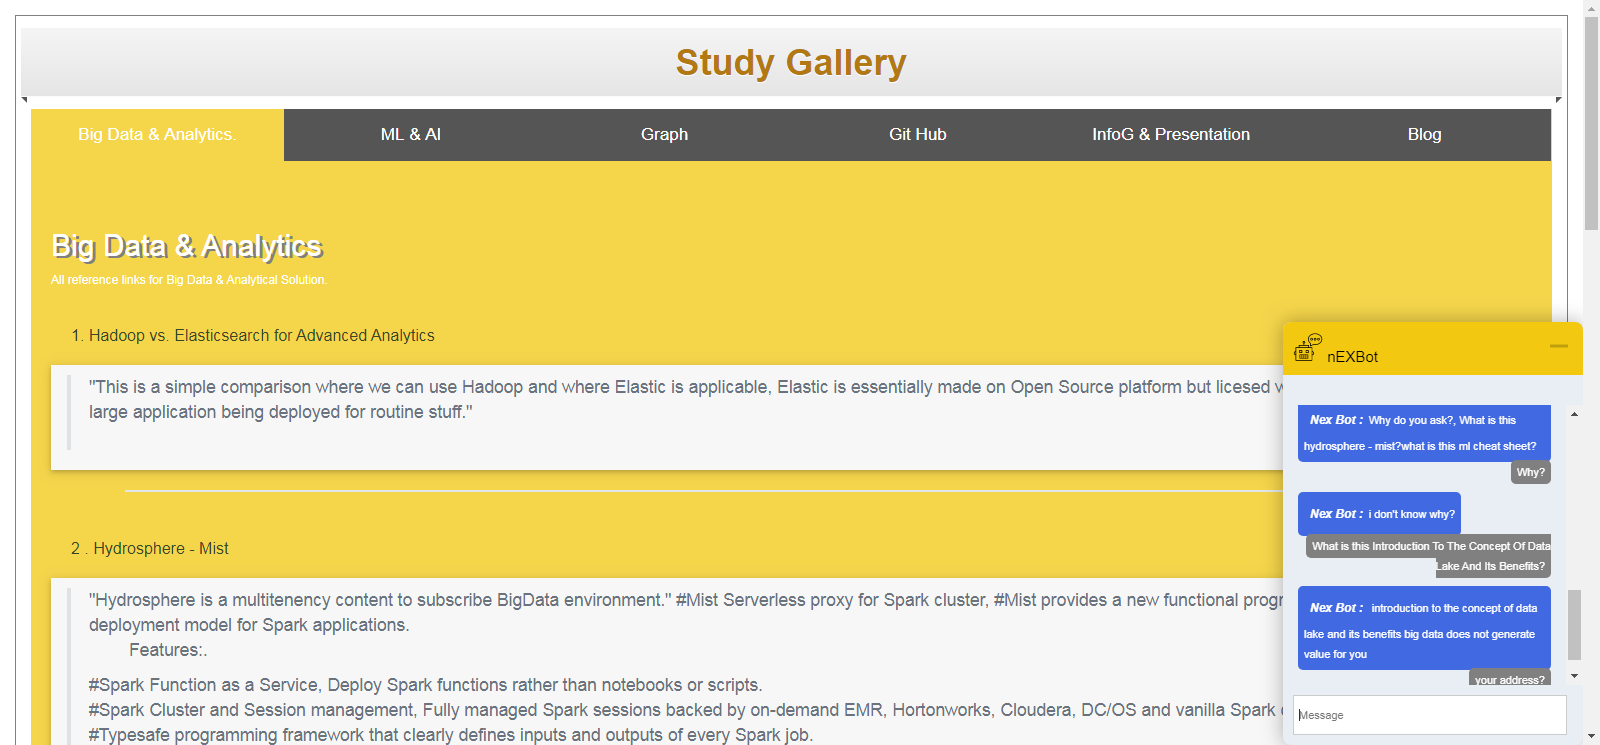 Study Gallery
Big Data & Analytics.
ML & AI
Graph
Git Hub
InfoG & Presentation
Blog
Big Data & Analytics
All reference links for Big Data & Analytical Solution.
1. Hadoop vs. Elasticsearch for Advanced Analytics
"This is a simple comparison where we can use Hadoop and where Elastic is applicable, Elastic is essentially made on Open Source platform but licesed
large application being deployed for routine stuff."
2 . Hydrosphere - Mist
"Hydrosphere is a multitenency content to subscribe BigData environment." #Mist Serverless proxy for Spark cluster, #Mist provides a new functional
deployment model for Spark applications.
Features:.
#Spark Function as a Service, Deploy Spark functions rather than notebooks or scripts.
#Spark Cluster and Session management, Fully managed Spark sessions backed by on-demand EMR, Hortonworks, Cloudera, DC/OS and vanilla Spark
#Typesafe programming framework that clearly defines inputs and outputs of every Spark job.
nEXBot
Nex Bot : Why do you ask?, What is this
hydrosphere - mist?what is this ml cheat sheet?
Why?
Nex Bot : i don't know why?
What is this Introduction To The Concept Of Data
Lake And Its Benefits?
Nex Bot : introduction to the concept of data
lake and its benefits big data does not generate
value for you
your address?
Message